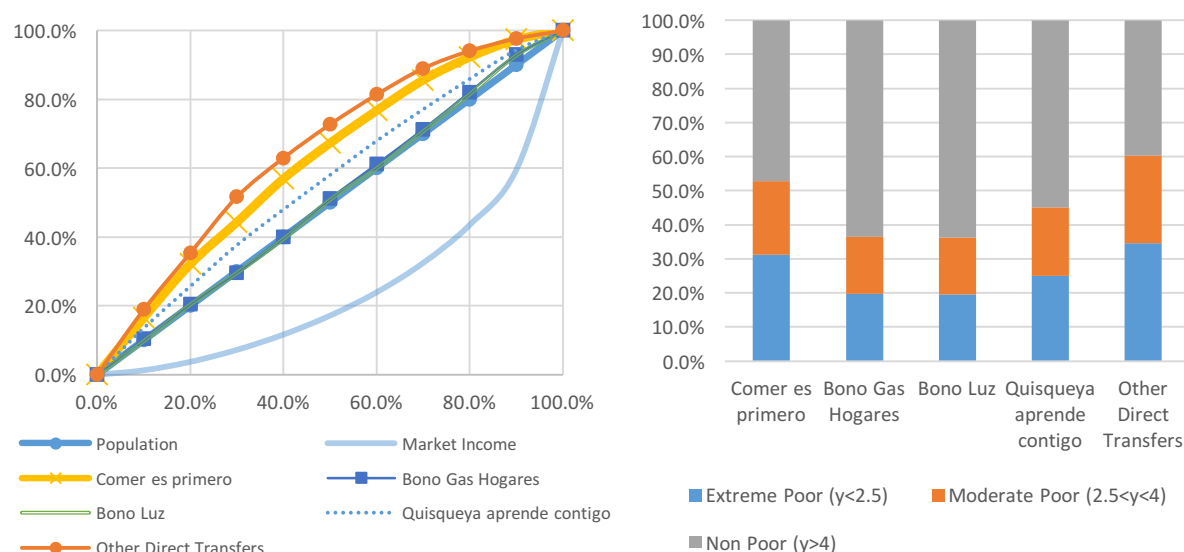 100.0%
80.0%
60.0%
40.0%
20.0%
0.0%
0.0% 20.0% 40.0% 60.0% 80.0% 100.0%
Population
Market Income
Comer es primero
Bono Gas Hogares
Bono Luz
Quisqueya aprende contigo
Other Direct Transfers
100.0%
90.0%
80.0%
70.0%
60.0%
50.0%
40.0%
30.0%
20.0%
10.0%
0.0%
Comer es
primero
Bono Gas
Hogares
Bono Luz
Quisqueya
aprende
contigo
Other
Direct
Transfers
Extreme Poor (y<2.5)
Moderate Poor (2.5<y<4)
Non Poor (y>4)